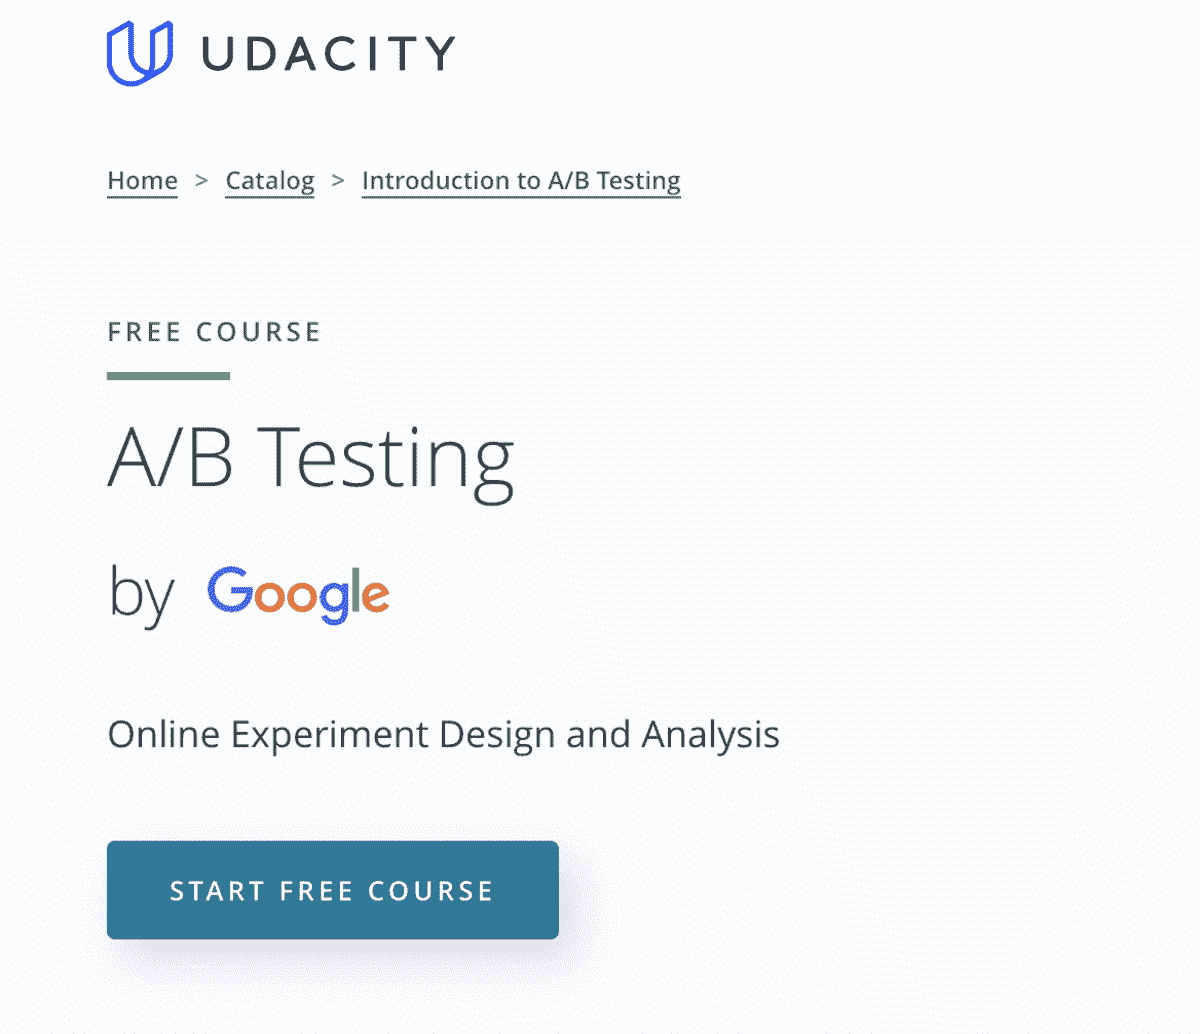 UDACITY
Home > Catalog > Introduction to A/B Testing
FREE COURSE
A/B Testing
by Google
Online Experiment Design and Analysis
START FREE COURSE